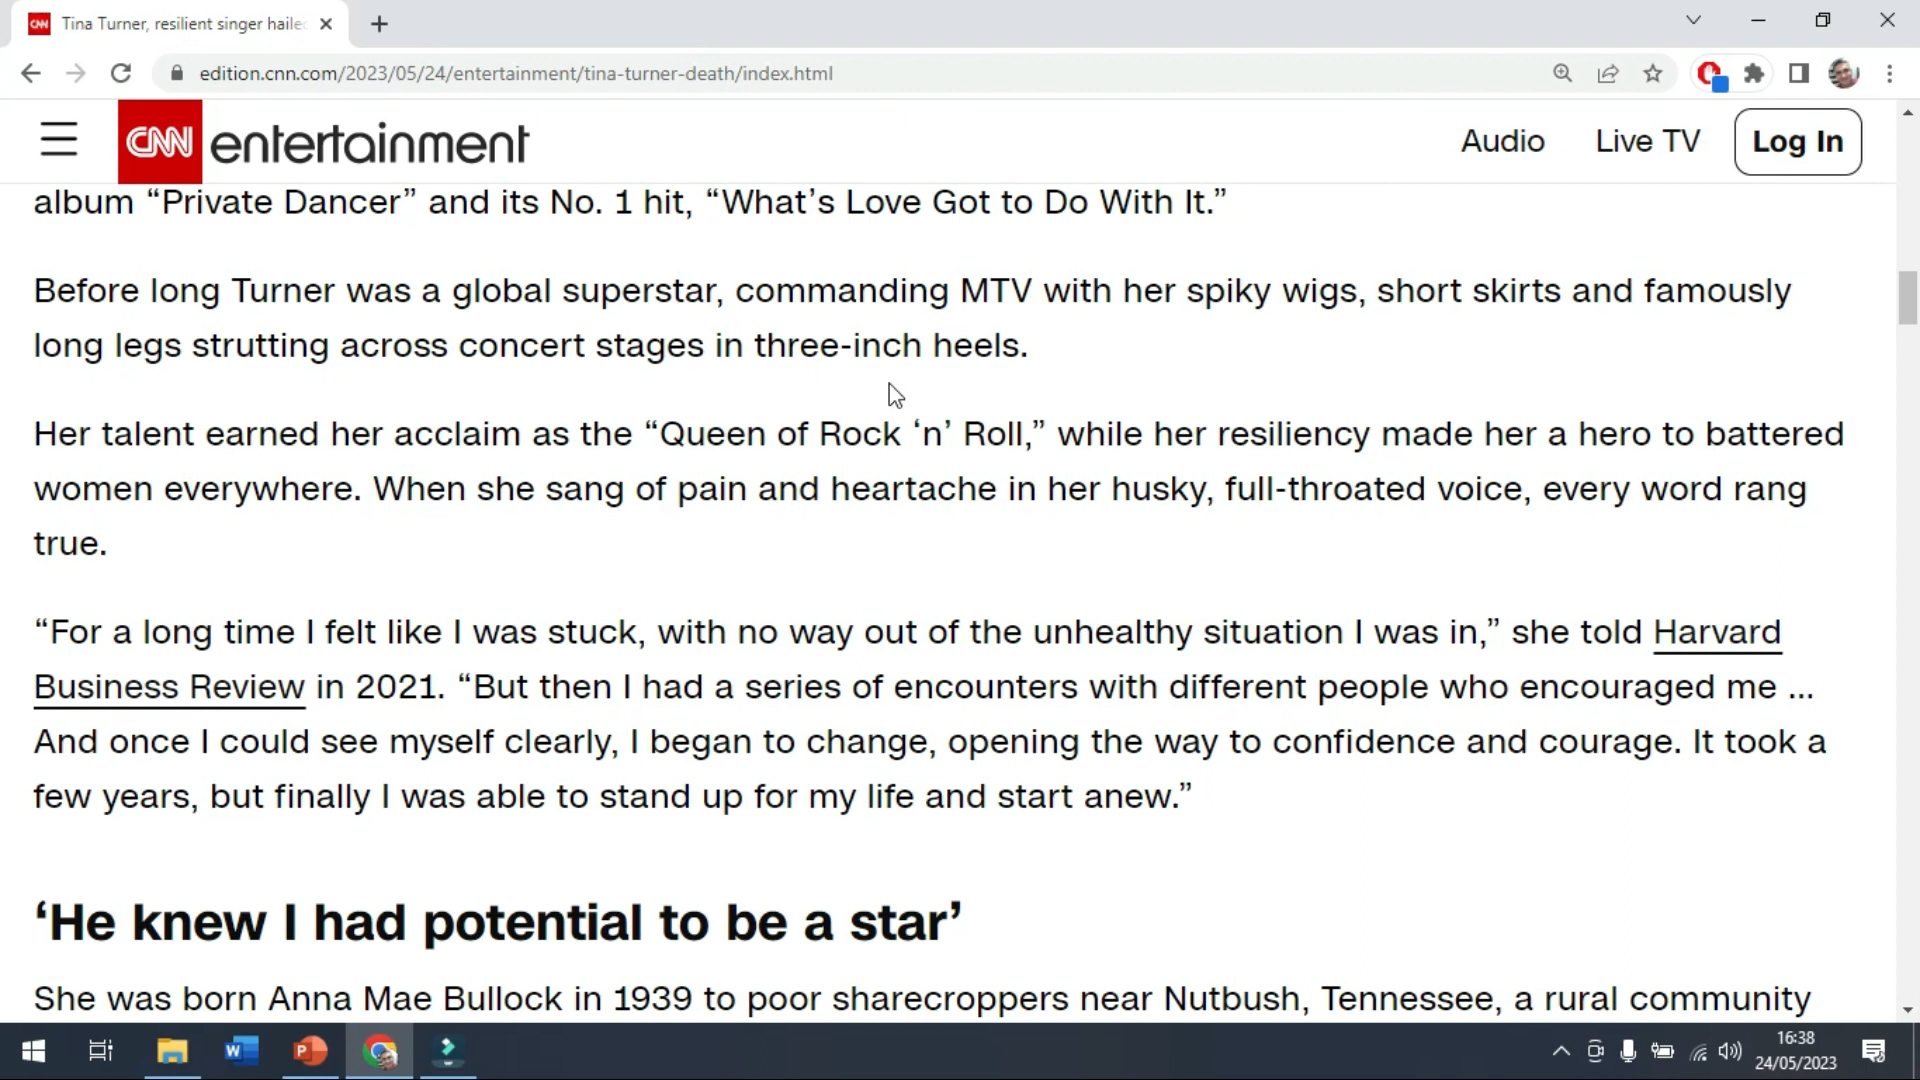 CNN Tina Turner, resilient singer haile
edition.cnn.com/2023/05/24/entertainment/tina-turner-death/index.html
CNN entertainment
Audio Live TV Log In
album “Private Dancer” and its No. 1 hit, “What’s Love Got to Do With It.”
Before long Turner was a global superstar, commanding MTV with her spiky wigs, short skirts and famously
long legs strutting across concert stages in three-inch heels.
Her talent earned her acclaim as the “Queen of Rock ‘n’ Roll,” while her resiliency made her a hero to battered
women everywhere. When she sang of pain and heartache in her husky, full-throated voice, every word rang
true.
“For a long time I felt like I was stuck, with no way out of the unhealthy situation I was in,” she told Harvard
Business Review in 2021. “But then I had a series of encounters with different people who encouraged me ...
And once I could see myself clearly, I began to change, opening the way to confidence and courage. It took a
few years, but finally I was able to stand up for my life and start anew.”
‘He knew I had potential to be a star’
She was born Anna Mae Bullock in 1939 to poor sharecroppers near Nutbush, Tennessee, a rural community
W P
16:38
24/05/2023